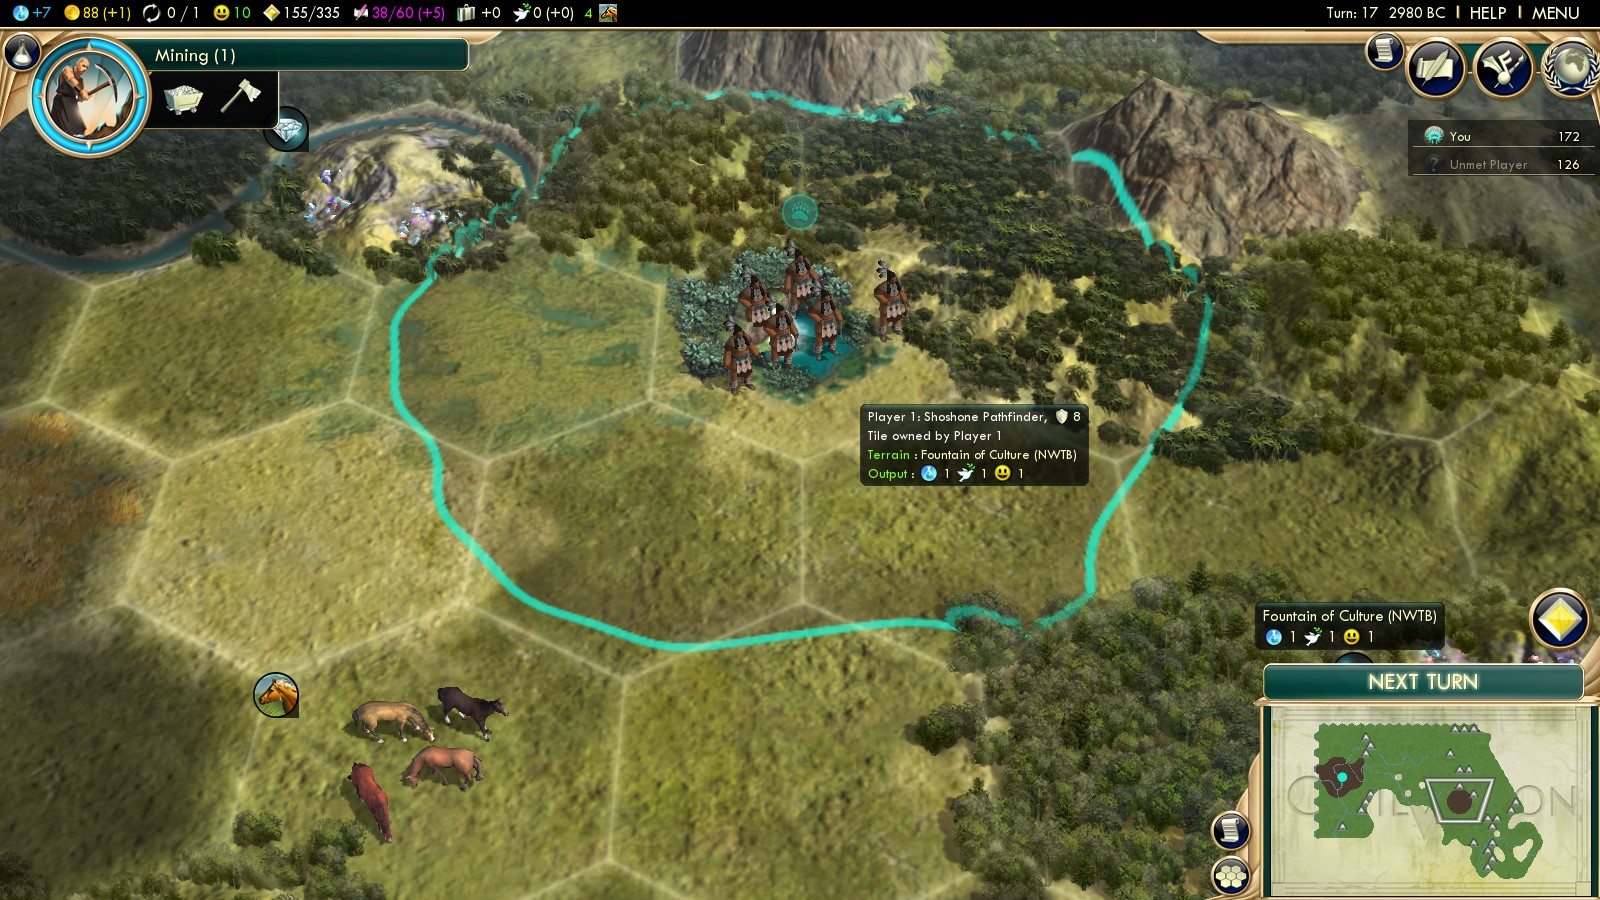 +7 88 (+1) 0 / 1 10 155/335 38/60 (+5) +0 0 (+0) 4 Turn: 17 2980 BC | HELP | MENU
Mining (1)
You 172
? Unmet Player 126
Player 1: Shoshone Pathfinder, 8
Tile owned by Player 1
Terrain : Fountain of Culture (NWTB)
Output : 1 1 1
Fountain of Culture (NWTB)
1 1 1
NEXT TURN